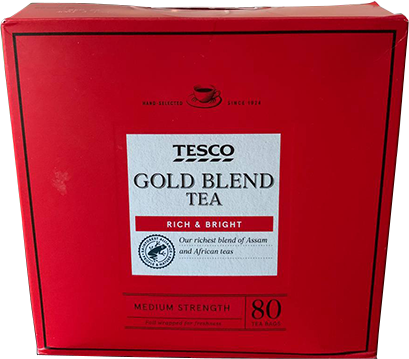 HAND SELECTED SINCE 1919
TESCO
GOLD BLEND
TEA
RICH & BRIGHT
Our richest blend of Assam
and African teas
MEDIUM STRENGTH
80
TEA BAGS